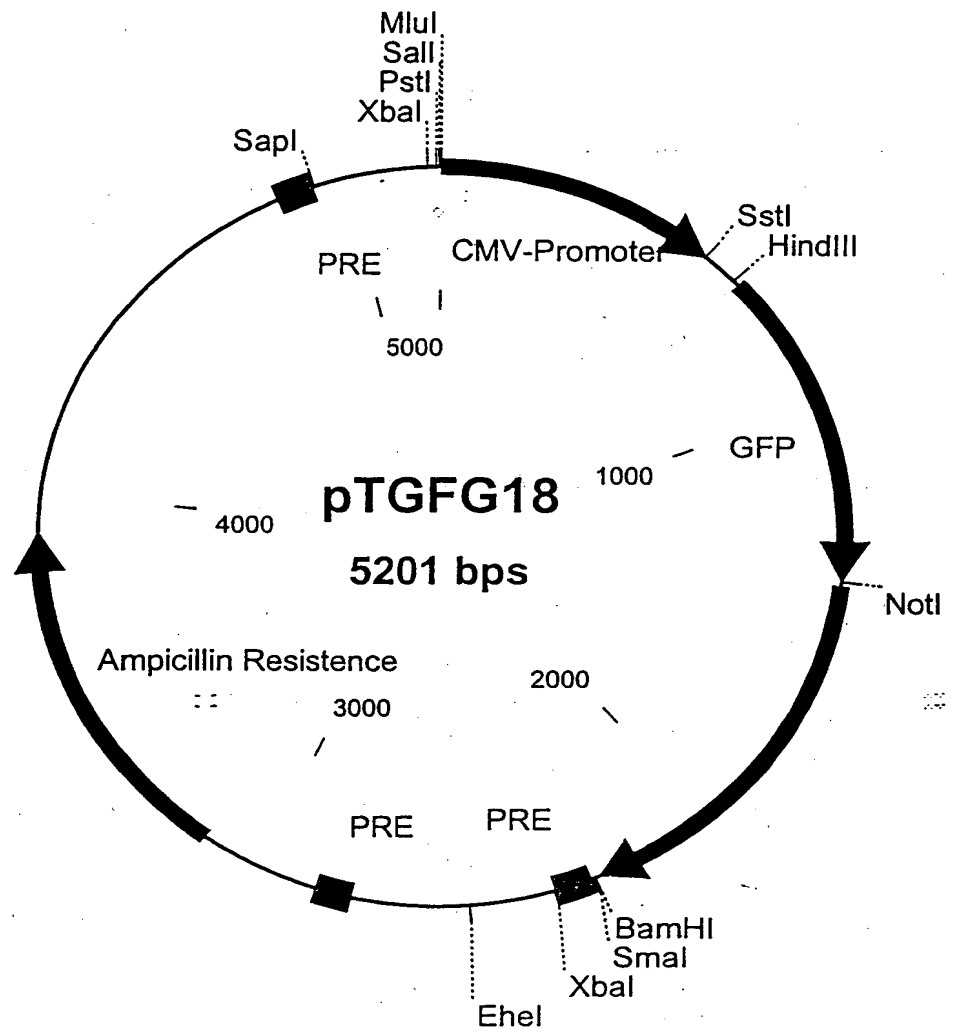 MluI
SalI
PstI
XbaI
SapI
SstI
HindIII
CMV-Promoter
PRE
5000
GFP
1000
pTGFG18
4000
5201 bps
NotI
Ampicillin Resistence
2000
3000
PRE
PRE
BamHI
SmaI
XbaI
EheI